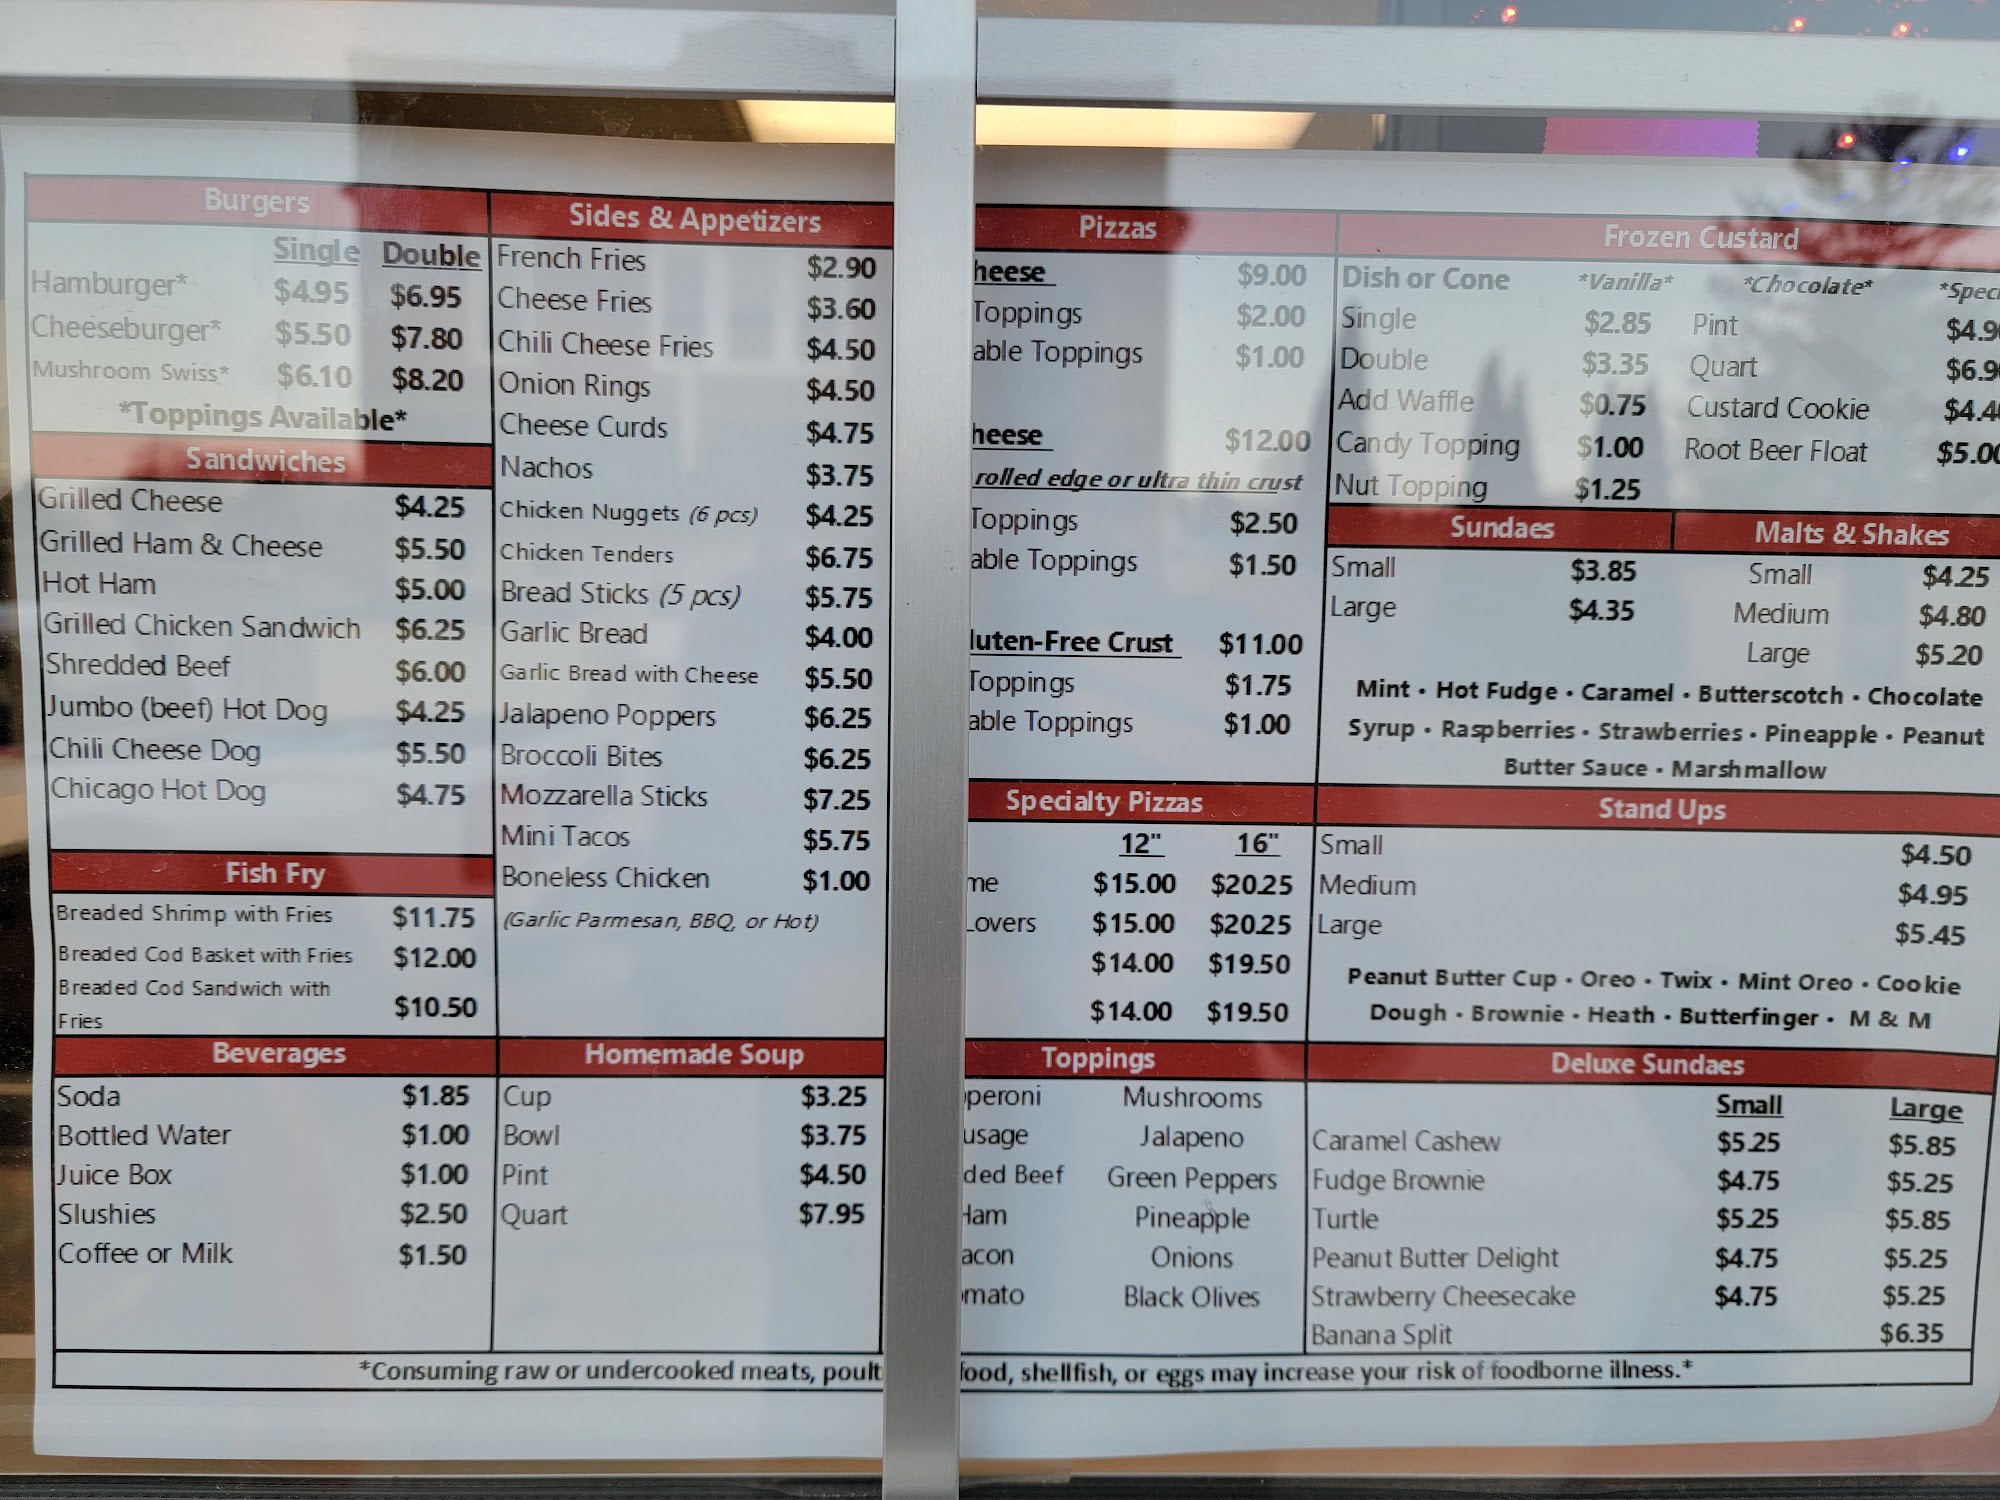 Burgers
Single Double
Hamburger* $4.95 $6.95
Cheeseburger* $5.50 $7.80
Mushroom Swiss* $6.10 $8.20
*Toppings Available*
Sandwiches
Grilled Cheese $4.25
Grilled Ham & Cheese $5.50
Hot Ham $5.00
Grilled Chicken Sandwich $6.25
Shredded Beef $6.00
Jumbo (beef) Hot Dog $4.25
Chili Cheese Dog $5.50
Chicago Hot Dog $4.75
Fish Fry
Breaded Shrimp with Fries $11.75
Breaded Cod Basket with Fries $12.00
Breaded Cod Sandwich with
Fries $10.50
Beverages
Soda $1.85
Bottled Water $1.00
Juice Box $1.00
Slushies $2.50
Coffee or Milk $1.50
Sides & Appetizers
French Fries $2.90
Cheese Fries $3.60
Chili Cheese Fries $4.50
Onion Rings $4.50
Cheese Curds $4.75
Nachos $3.75
Chicken Nuggets (6 pcs) $4.25
Chicken Tenders $6.75
Bread Sticks (5 pcs) $5.75
Garlic Bread $4.00
Garlic Bread with Cheese $5.50
Jalapeno Poppers $6.25
Broccoli Bites $6.25
Mozzarella Sticks $7.25
Mini Tacos $5.75
Boneless Chicken $1.00
(Garlic Parmesan, BBQ, or Hot)
Homemade Soup
Cup $3.25
Bowl $3.75
Pint $4.50
Quart $7.95
Pizzas
heese $9.00
Toppings $2.00
able Toppings $1.00
heese $12.00
rolled edge or ultra thin crust
Toppings $2.50
able Toppings $1.50
luten-Free Crust $11.00
Toppings $1.75
able Toppings $1.00
Specialty Pizzas
12" 16"
me $15.00 $20.25
Lovers $15.00 $20.25
$14.00 $19.50
$14.00 $19.50
Toppings
peroni Mushrooms
usage Jalapeno
ded Beef Green Peppers
Ham Pineapple
acon Onions
mato Black Olives
Frozen Custard
Dish or Cone *Vanilla* *Chocolate* *Speci
Single $2.85 Pint $4.9
Double $3.35 Quart $6.9
Add Waffle $0.75 Custard Cookie $4.4
Candy Topping $1.00 Root Beer Float $5.00
Nut Topping $1.25
Sundaes
Small $3.85
Large $4.35
Malts & Shakes
Small $4.25
Medium $4.80
Large $5.20
Mint • Hot Fudge • Caramel • Butterscotch • Chocolate
Syrup • Raspberries • Strawberries • Pineapple • Peanut
Butter Sauce • Marshmallow
Stand Ups
Small $4.50
Medium $4.95
Large $5.45
Peanut Butter Cup • Oreo • Twix • Mint Oreo • Cookie
Dough • Brownie • Heath • Butterfinger • M & M
Deluxe Sundaes
Small Large
Caramel Cashew $5.25 $5.85
Fudge Brownie $4.75 $5.25
Turtle $5.25 $5.85
Peanut Butter Delight $4.75 $5.25
Strawberry Cheesecake $4.75 $5.25
Banana Split $6.35
*Consuming raw or undercooked meats, poult food, shellfish, or eggs may increase your risk of foodborne illness.*